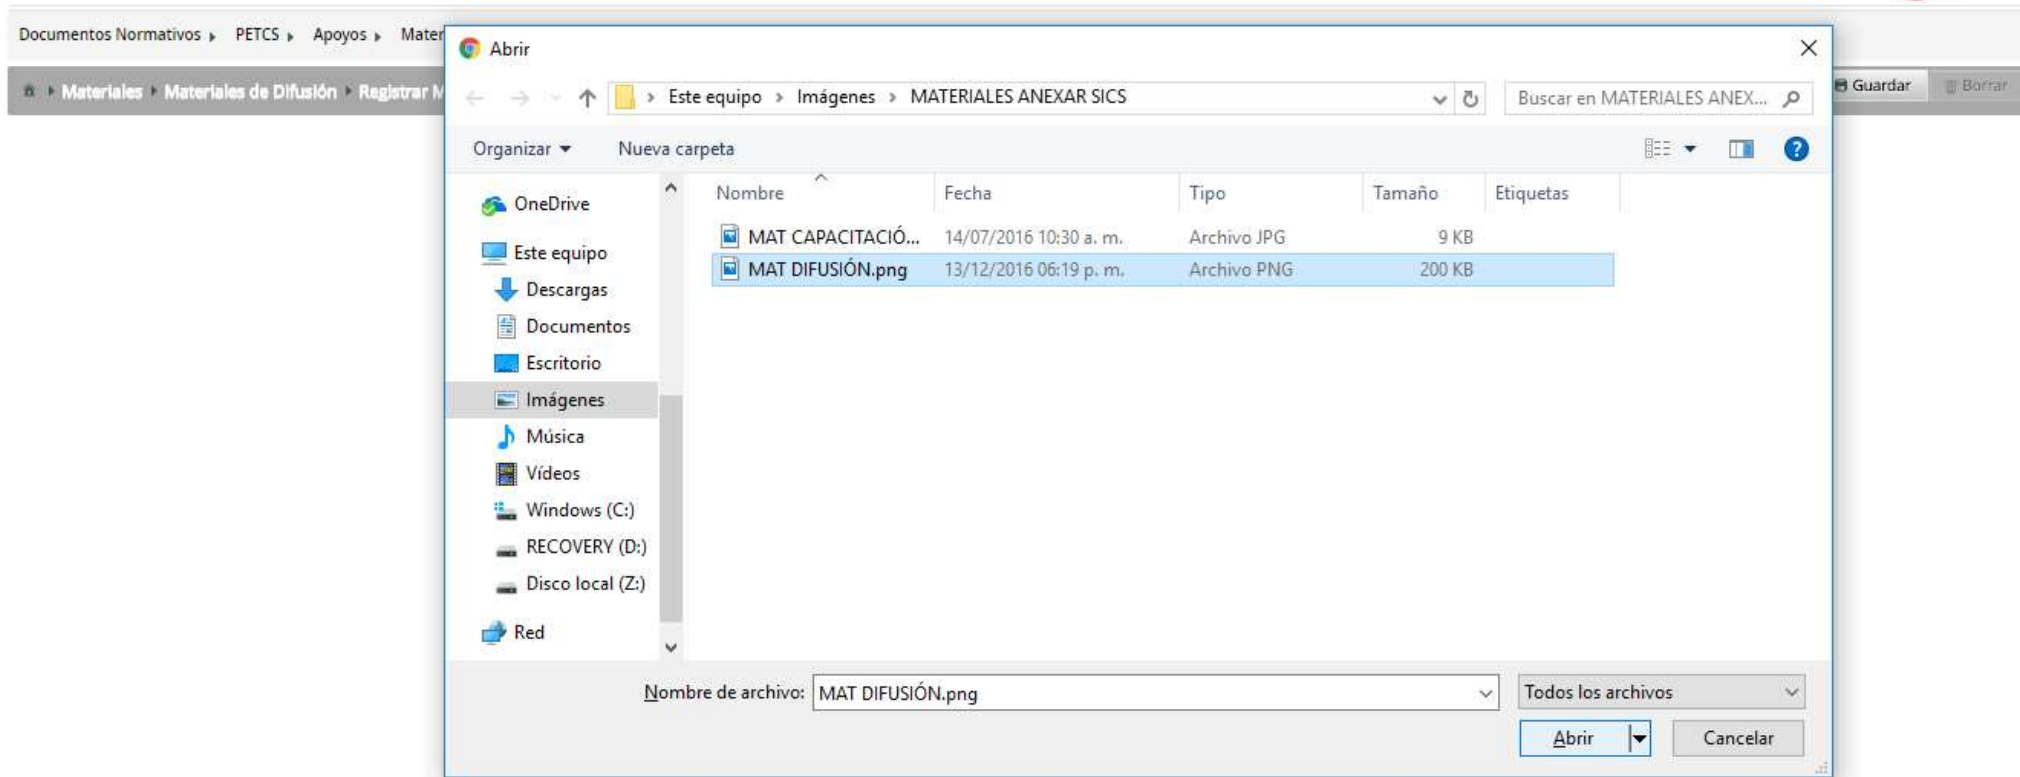 Documentos Normativos PETCS Apoyos Mater
Materiales Materiales de Difusión Registrar M
Guardar Borrar
Abrir
Este equipo › Imágenes › MATERIALES ANEXAR SICS
Buscar en MATERIALES ANEX...
Organizar Nueva carpeta
Nombre Fecha Tipo Tamaño Etiquetas
MAT CAPACITACIÓ... 14/07/2016 10:30 a. m. Archivo JPG 9 KB
MAT DIFUSIÓN.png 13/12/2016 06:19 p. m. Archivo PNG 200 KB
OneDrive
Este equipo
Descargas
Documentos
Escritorio
Imágenes
Música
Vídeos
Windows (C:)
RECOVERY (D:)
Disco local (Z:)
Red
Nombre de archivo: MAT DIFUSIÓN.png
Todos los archivos
Abrir Cancelar